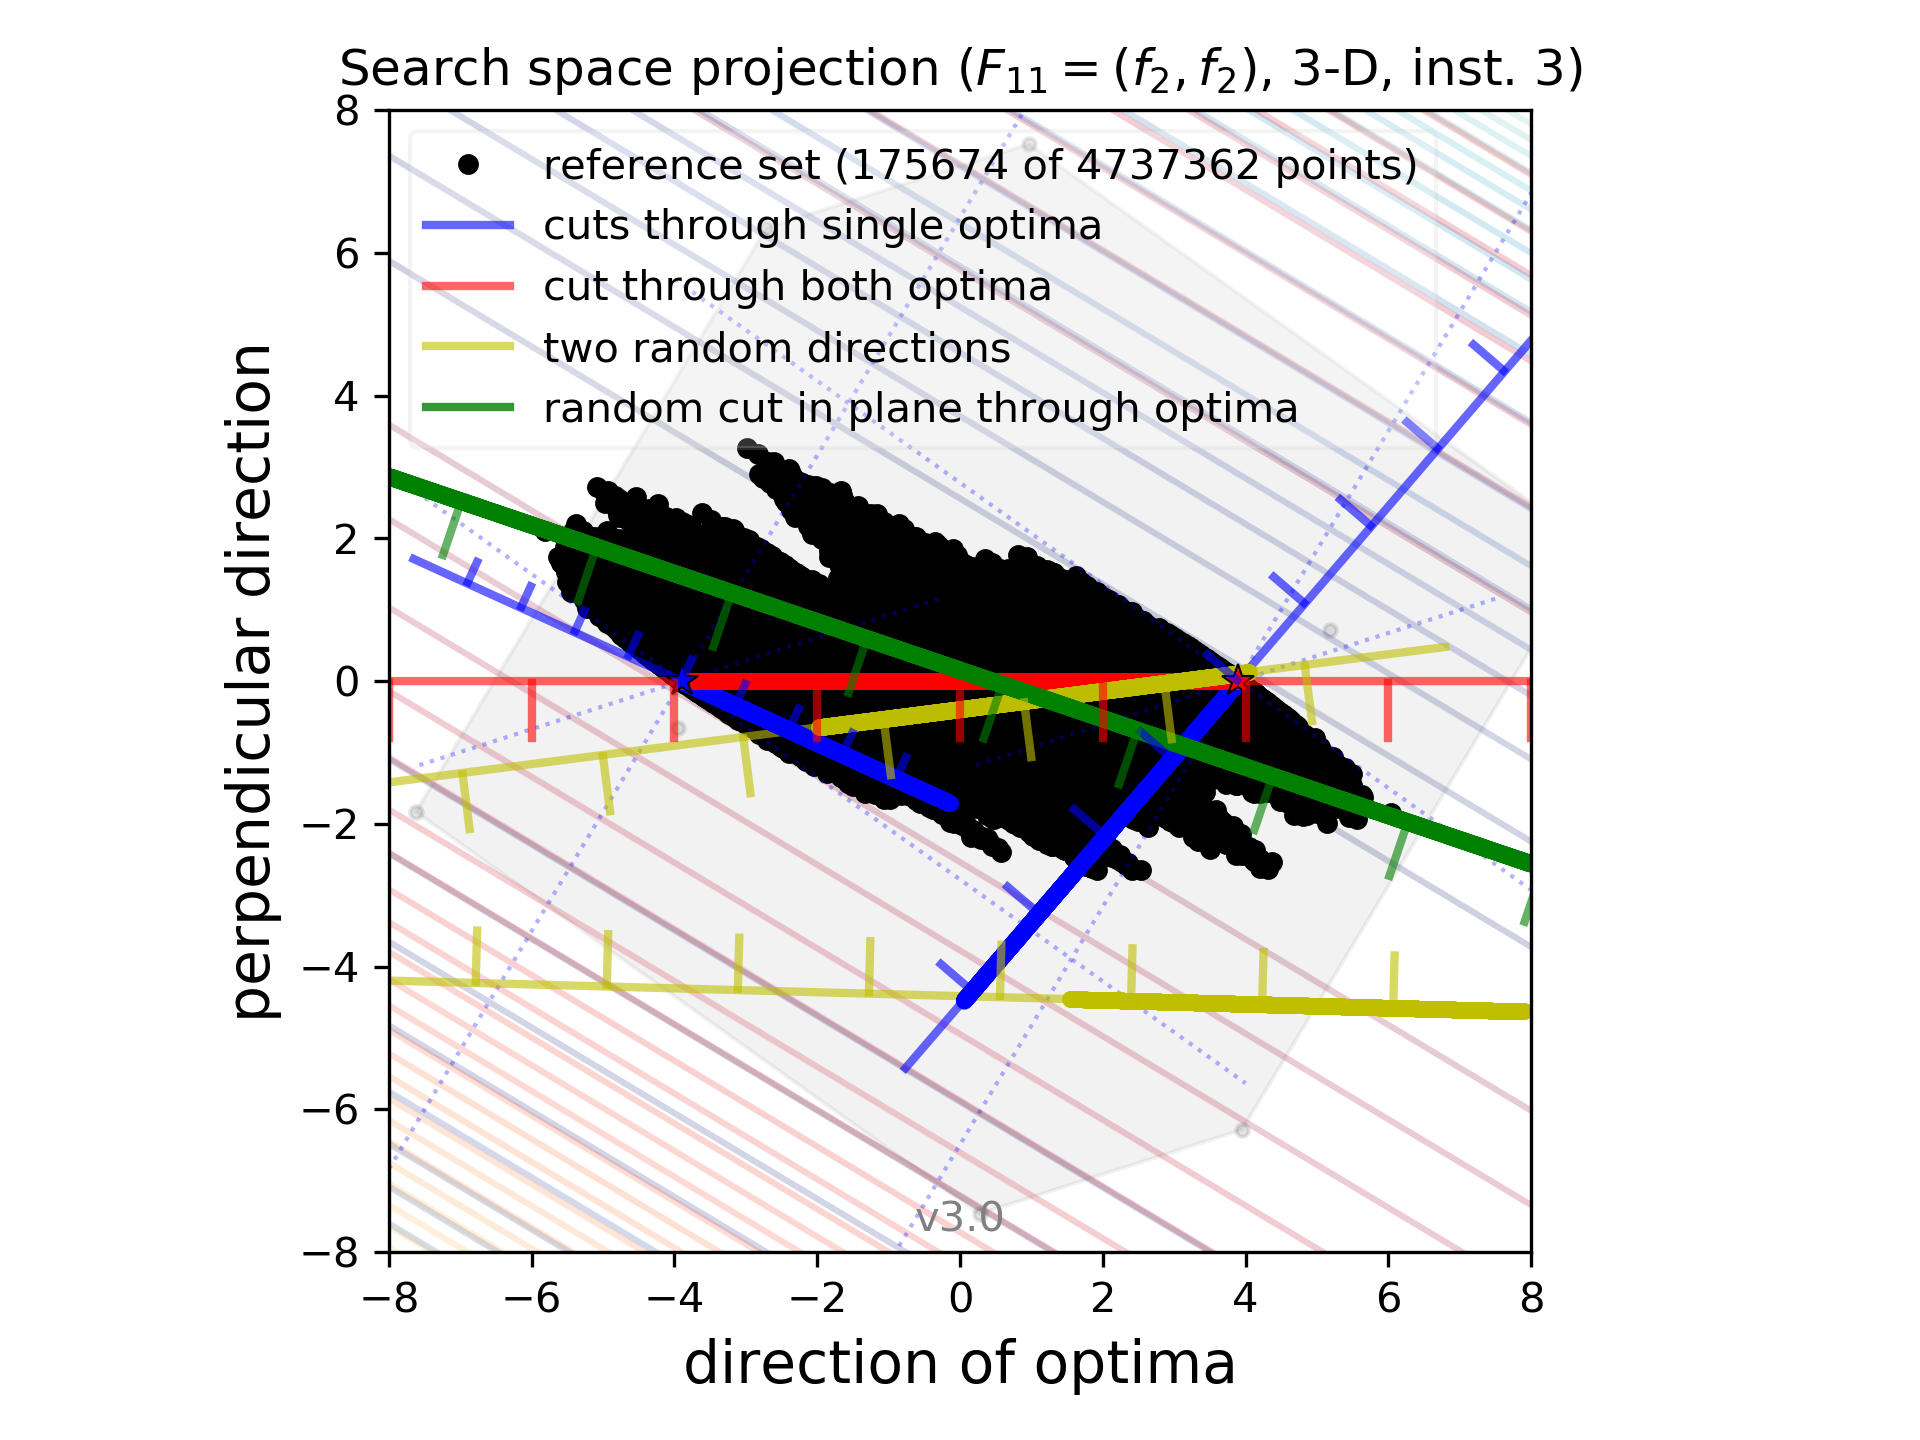 Search space projection (F₁₁ = (f₂, f₂), 3-D, inst. 3)
8
6
4
2
0
−2
−4
−6
−8
perpendicular direction
reference set (175674 of 4737362 points)
cuts through single optima
cut through both optima
two random directions
random cut in plane through optima
v3.0
−8 −6 −4 −2 0 2 4 6 8
direction of optima